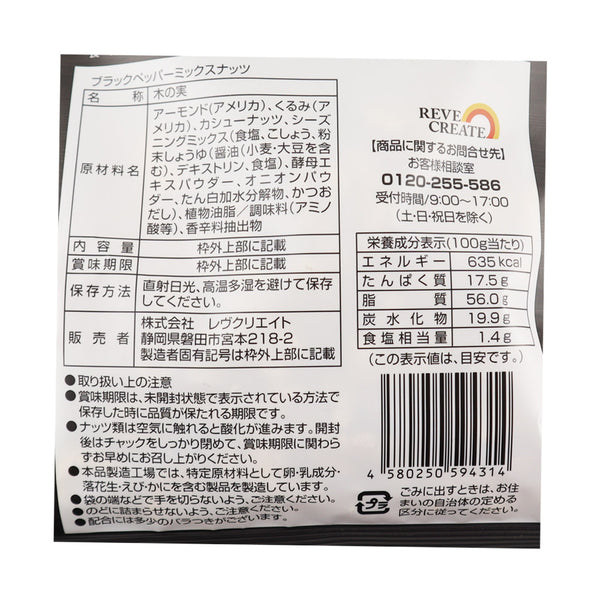 ブラックペッパーミックスナッツ
名称 木の実
原材料名 アーモンド(アメリカ)、くるみ(ア
メリカ)、カシューナッツ、シーズ
ニングミックス(食塩、こしょう、粉
末しょうゆ(醤油(小麦・大豆を含
む)、デキストリン、食塩)、酵母エ
キスパウダー、オニオンパウ
ダー、たん白加水分解物、かつお
だし)、植物油脂／調味料(アミノ
酸等)、香辛料抽出物
内容量 枠外上部に記載
賞味期限 枠外上部に記載
保存方法 直射日光、高温多湿を避けて保存
してください。
販売者 株式会社 レヴクリエイト
静岡県磐田市宮本218-2
製造者固有記号は枠外上部に記載
●取り扱い上の注意
●賞味期限は、未開封状態で表示されている方法で
保存した時に品質が保たれる期限です。
●ナッツ類は空気に触れると酸化が進みます。開封
後はチャックをしっかり閉めて、賞味期限に関わら
ずお早めにお召し上がりください。
●本品製造工場では、特定原材料として卵・乳成分・
落花生・えび・かにを含む製品を製造しています。
●袋の端などで手を切らないよう、ご注意ください。
●のどに詰まらせないよう、ご注意ください。
●配合には多少のバラつきがございます。
REVE
CREATE
【商品に関するお問合せ先】
お客様相談室
0120-255-586
受付時間/9:00〜17:00
(土・日・祝日を除く)
栄養成分表示(100g当たり)
エネルギー 635kcal
たんぱく質 17.5g
脂質 56.0g
炭水化物 19.9g
食塩相当量 1.4g
(この表示値は、目安です。)
4 580250 594314
プラ
ごみに出すときは、お住
まいの自治体の定める
区分に従ってください。